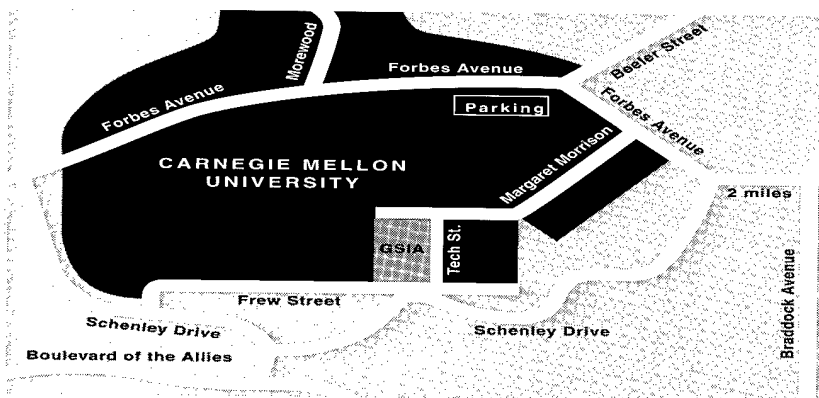 Morewood
Beeler Street
Forbes Avenue
Forbes Avenue
Forbes Avenue
Parking
Margaret Morrison
CARNEGIE MELLON
UNIVERSITY
2 miles
GSIA
Tech St.
Frew Street
Schenley Drive
Schenley Drive
Braddock Avenue
Boulevard of the Allies